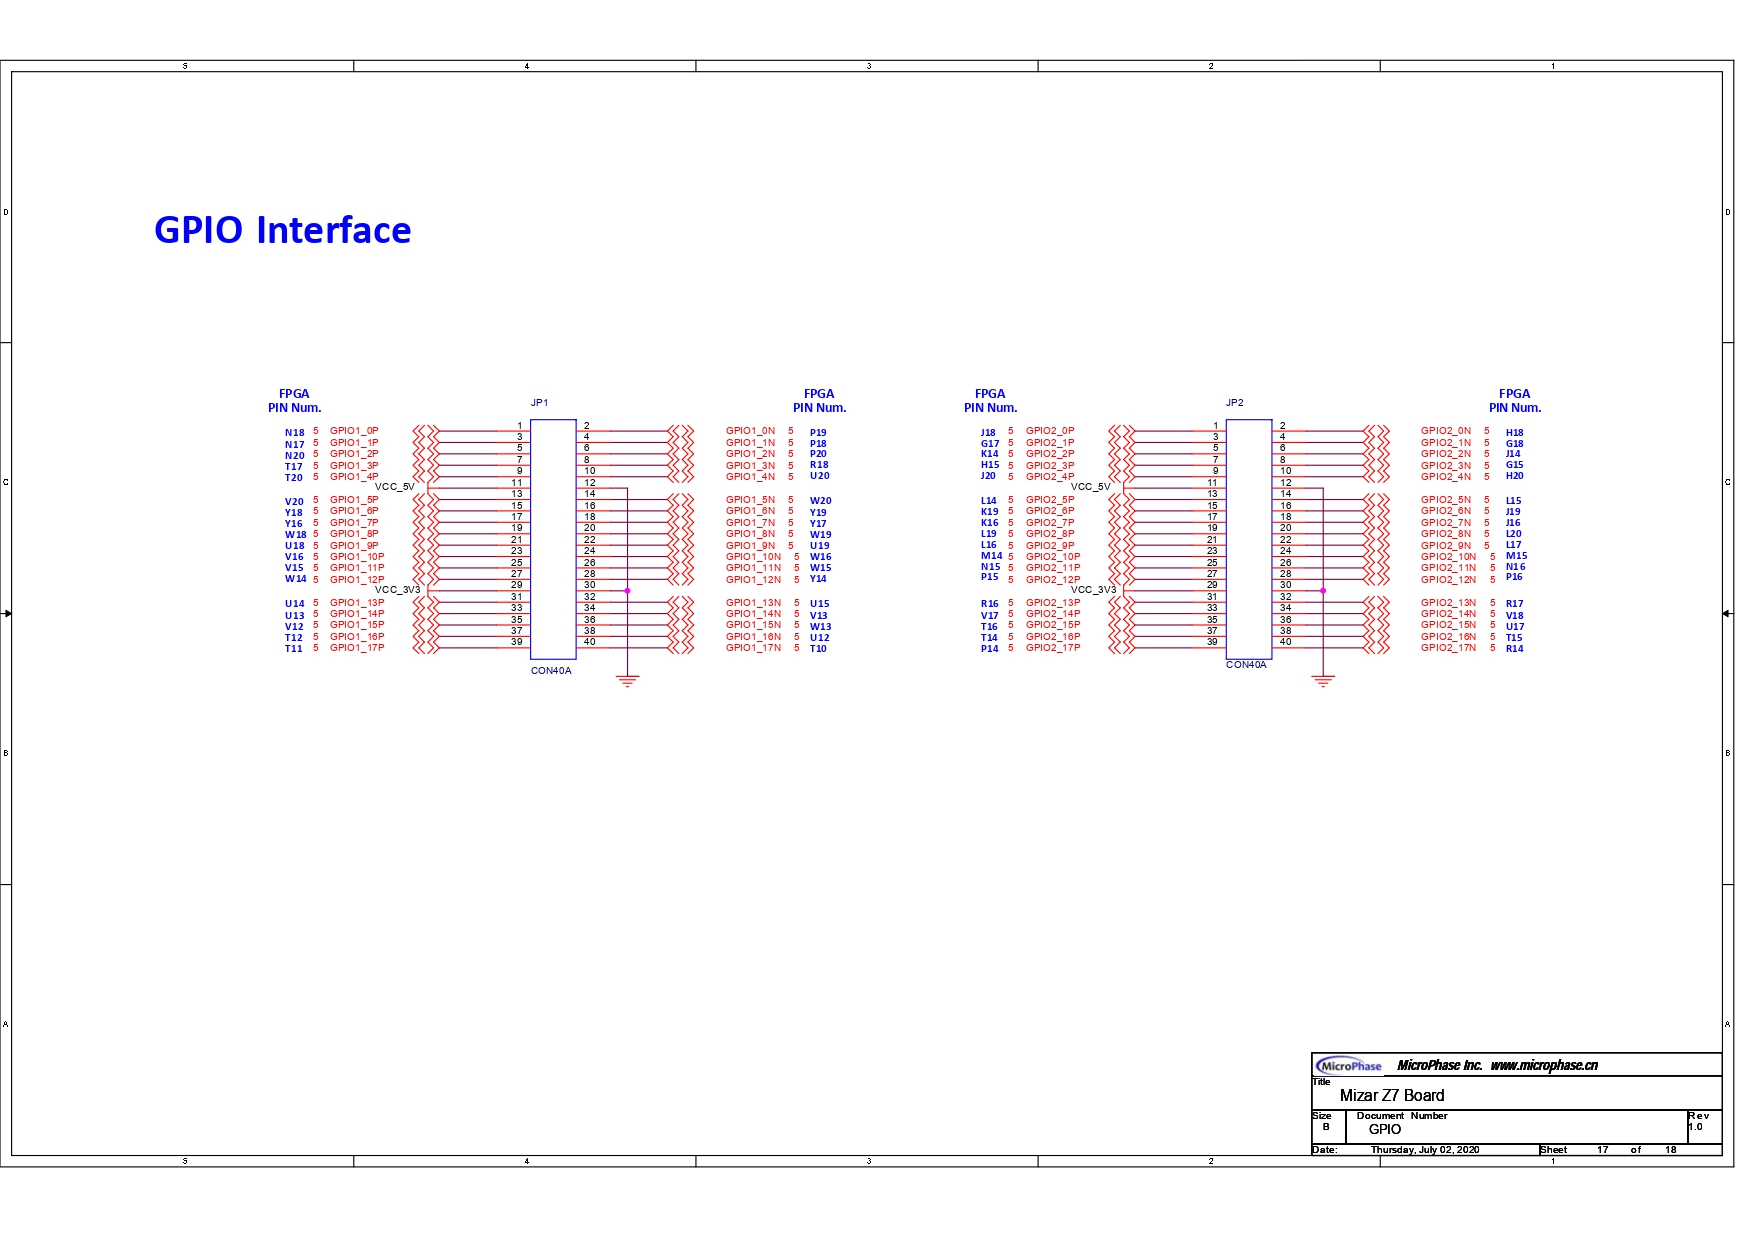 5 4 3 2 1
D D
GPIO Interface
C C
FPGA PIN Num. FPGA PIN Num. FPGA PIN Num. FPGA PIN Num.
JP1 JP2
N18 5 GPIO1_0P 1 2 GPIO1_0N 5 P19 J18 5 GPIO2_0P 1 2 GPIO2_0N 5 H18
N17 5 GPIO1_1P 3 4 GPIO1_1N 5 P18 G17 5 GPIO2_1P 3 4 GPIO2_1N 5 G18
N20 5 GPIO1_2P 5 6 GPIO1_2N 5 P20 K14 5 GPIO2_2P 5 6 GPIO2_2N 5 J14
T17 5 GPIO1_3P 7 8 GPIO1_3N 5 R18 H15 5 GPIO2_3P 7 8 GPIO2_3N 5 G15
T20 5 GPIO1_4P 9 10 GPIO1_4N 5 U20 J20 5 GPIO2_4P 9 10 GPIO2_4N 5 H20
VCC_5V 11 12 VCC_5V 11 12
V20 5 GPIO1_5P 13 14 GPIO1_5N 5 W20 L14 5 GPIO2_5P 13 14 GPIO2_5N 5 L15
Y18 5 GPIO1_6P 15 16 GPIO1_6N 5 Y19 K19 5 GPIO2_6P 15 16 GPIO2_6N 5 J19
Y16 5 GPIO1_7P 17 18 GPIO1_7N 5 Y17 K16 5 GPIO2_7P 17 18 GPIO2_7N 5 J16
W18 5 GPIO1_8P 19 20 GPIO1_8N 5 W19 L19 5 GPIO2_8P 19 20 GPIO2_8N 5 L20
U18 5 GPIO1_9P 21 22 GPIO1_9N 5 U19 L16 5 GPIO2_9P 21 22 GPIO2_9N 5 L17
V16 5 GPIO1_10P 23 24 GPIO1_10N 5 W16 M14 5 GPIO2_10P 23 24 GPIO2_10N 5 M15
V15 5 GPIO1_11P 25 26 GPIO1_11N 5 W15 N15 5 GPIO2_11P 25 26 GPIO2_11N 5 N16
W14 5 GPIO1_12P 27 28 GPIO1_12N 5 Y14 P15 5 GPIO2_12P 27 28 GPIO2_12N 5 P16
VCC_3V3 29 30 VCC_3V3 29 30
U14 5 GPIO1_13P 31 32 GPIO1_13N 5 U15 R16 5 GPIO2_13P 31 32 GPIO2_13N 5 R17
U13 5 GPIO1_14P 33 34 GPIO1_14N 5 V13 V17 5 GPIO2_14P 33 34 GPIO2_14N 5 V18
V12 5 GPIO1_15P 35 36 GPIO1_15N 5 W13 T16 5 GPIO2_15P 35 36 GPIO2_15N 5 U17
T12 5 GPIO1_16P 37 38 GPIO1_16N 5 U12 T14 5 GPIO2_16P 37 38 GPIO2_16N 5 T15
T11 5 GPIO1_17P 39 40 GPIO1_17N 5 T10 P14 5 GPIO2_17P 39 40 GPIO2_17N 5 R14
CON40A CON40A
B B
A A
MicroPhase MicroPhase Inc. www.microphase.cn
Title
Mizar Z7 Board
Size Document Number Rev
B GPIO 1.0
Date: Thursday, July 02, 2020 Sheet 17 of 18
5 4 3 2 1